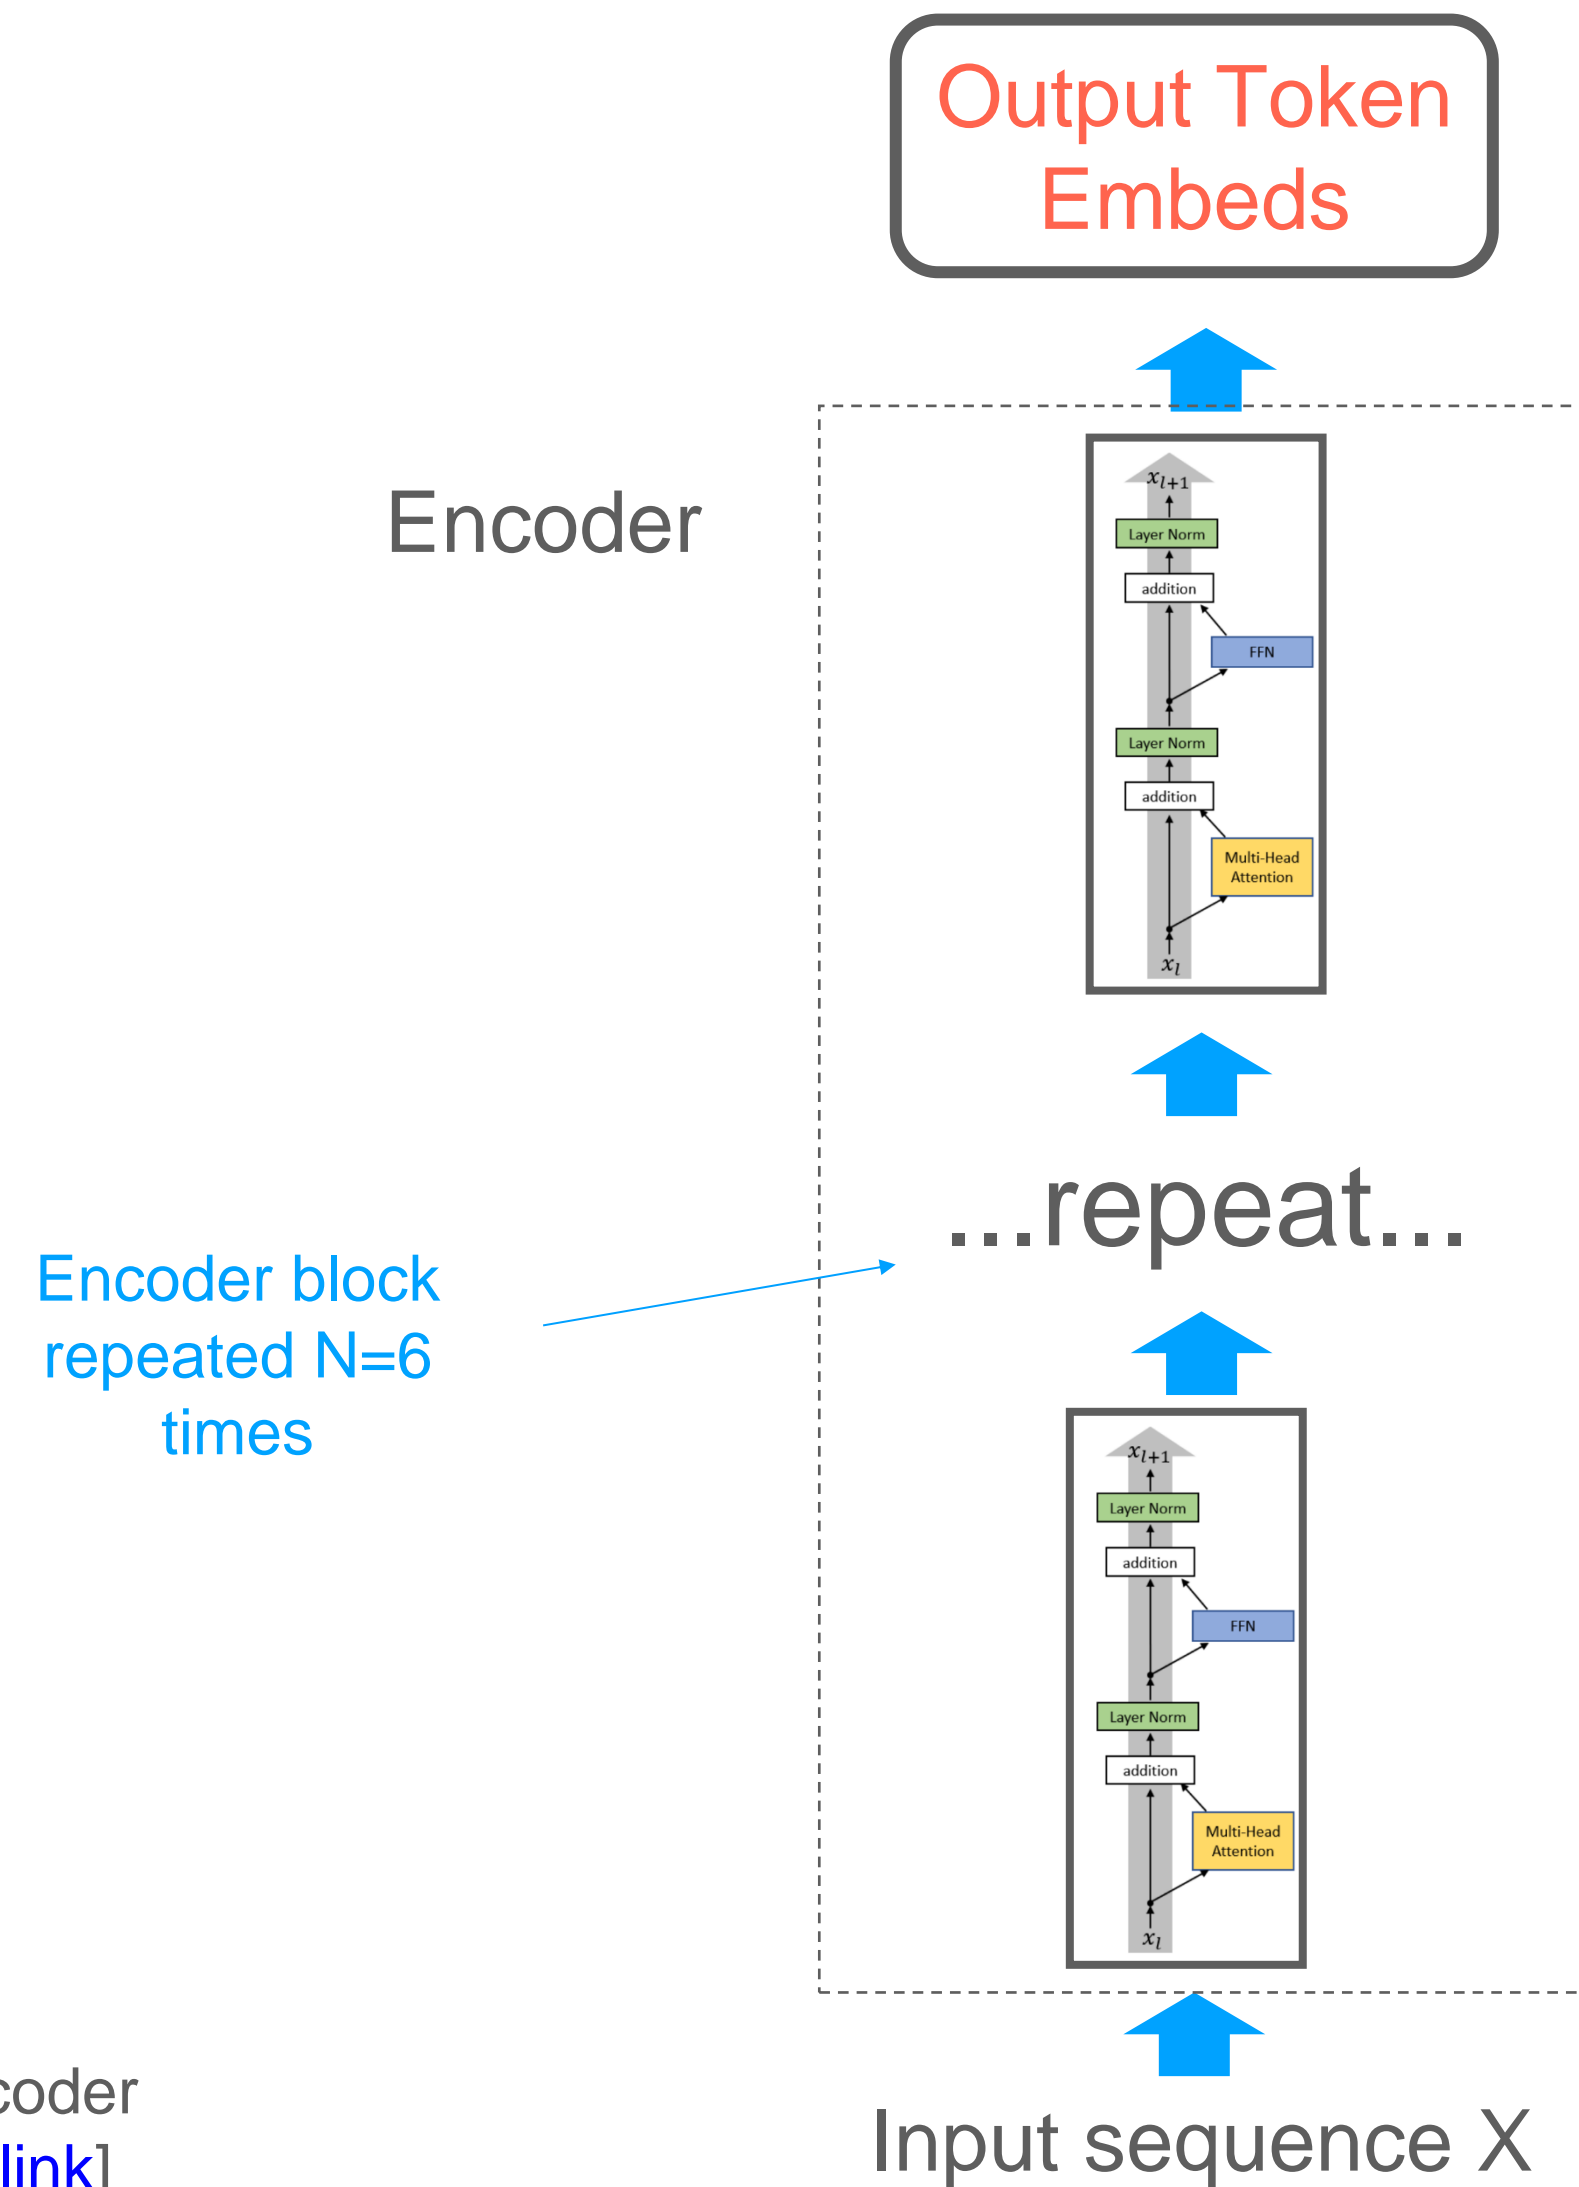 Output Token
Embeds
Encoder
x_{l+1}
Layer Norm
addition
FFN
Layer Norm
addition
Multi-Head
Attention
x_l
...repeat...
Encoder block
repeated N=6
times
x_{l+1}
Layer Norm
addition
FFN
Layer Norm
addition
Multi-Head
Attention
x_l
coder
link]
Input sequence X